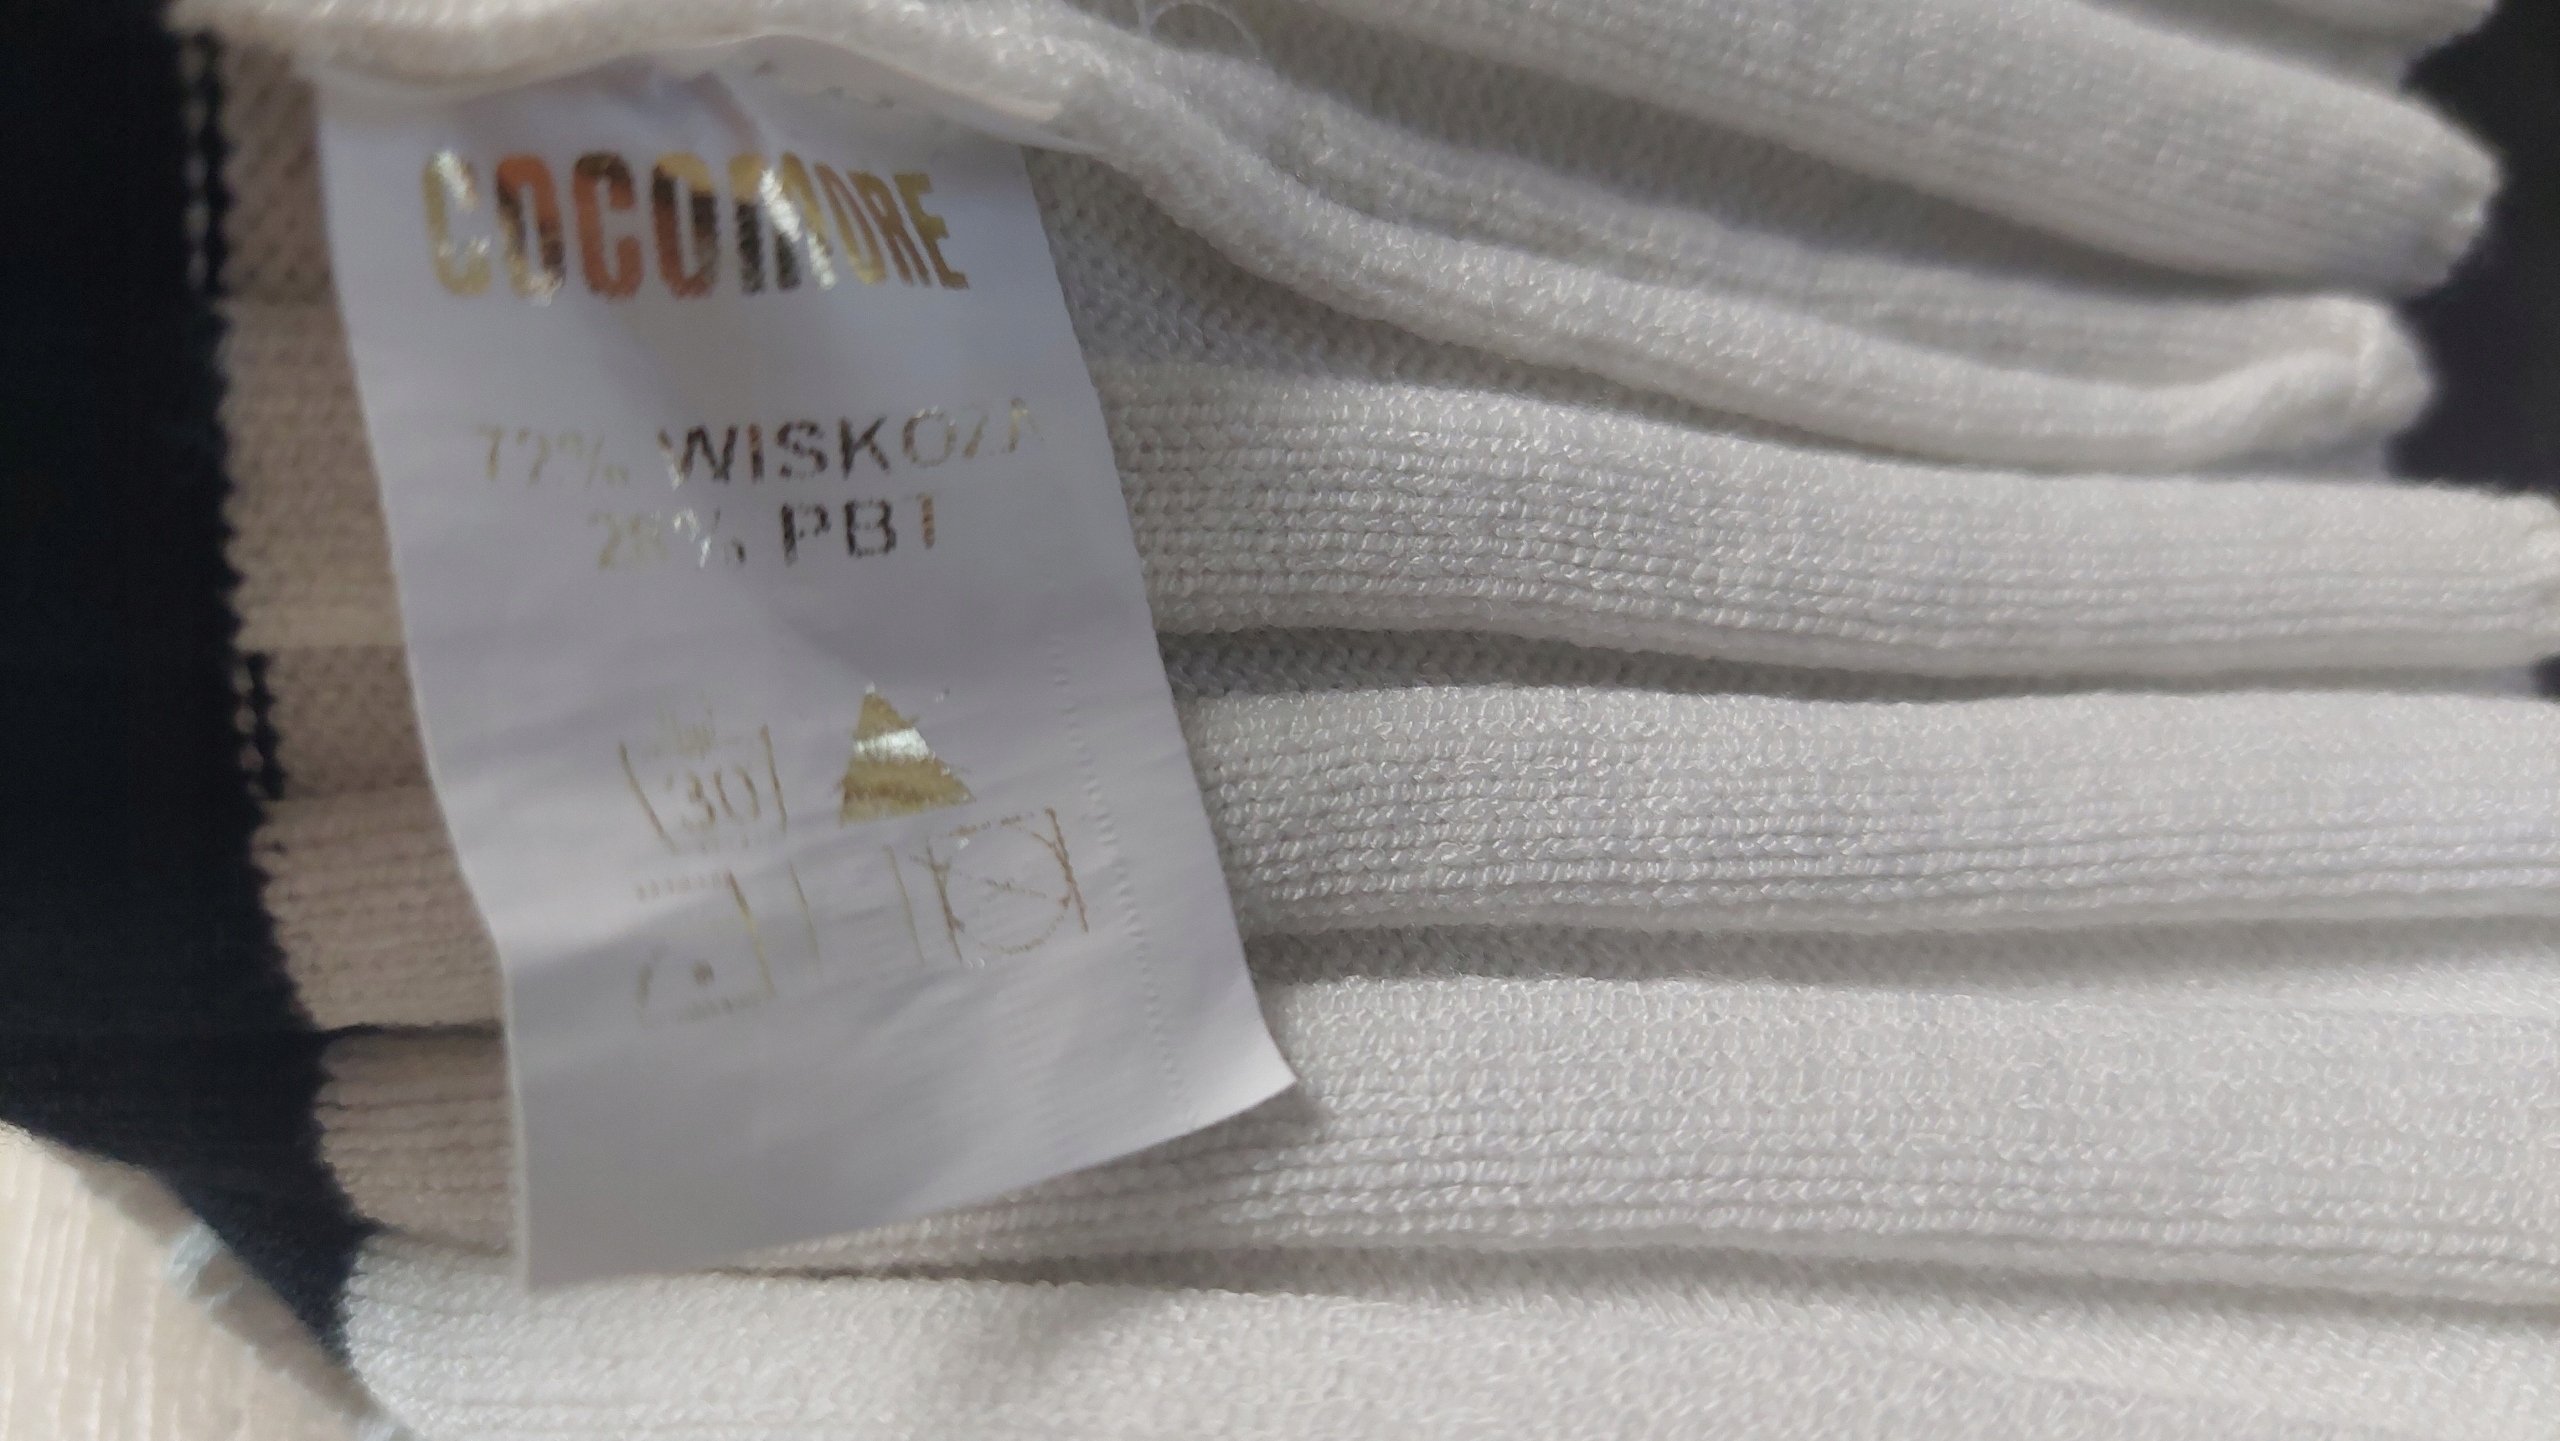 COCOMORE
72% WISKOZA
28% PBT
30